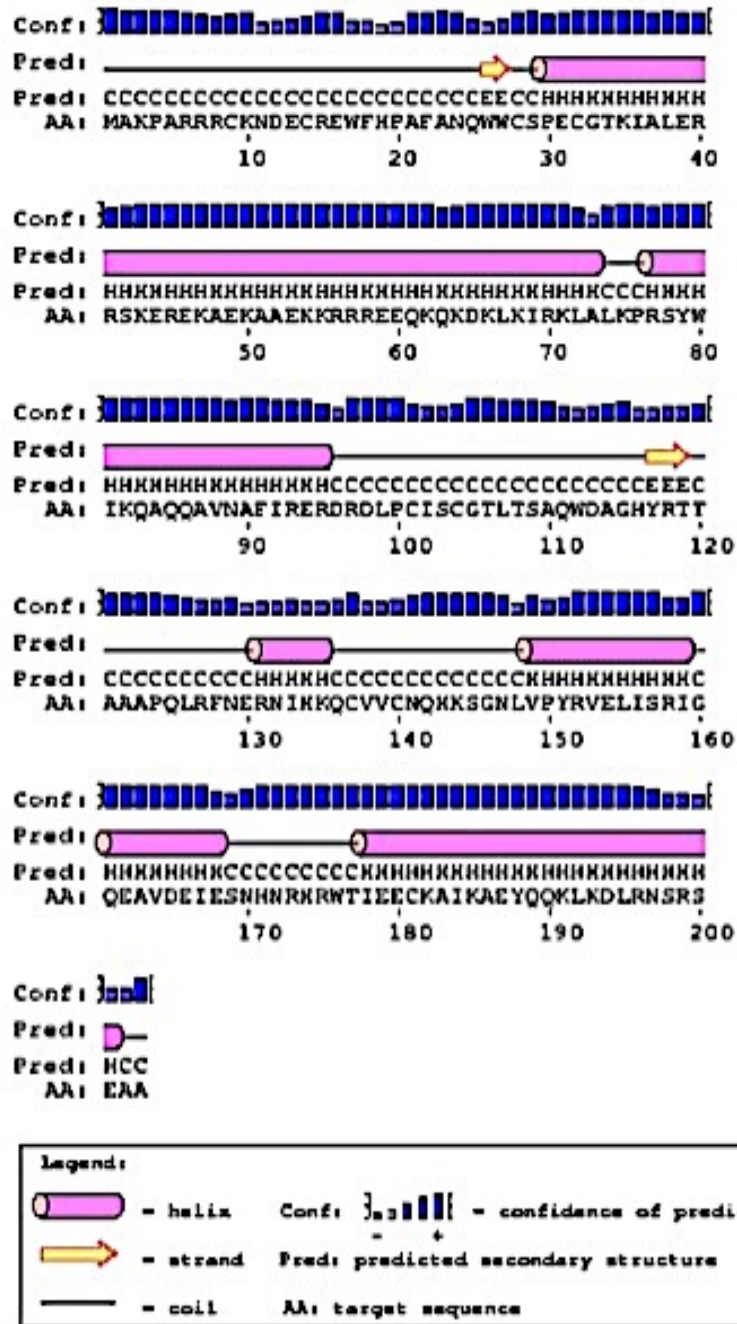 Conf:
Pred:
Pred: CCCCCCCCCCCCCCCCCCCCCCCCCEECCHHHHHHHHHHH
AA: MAKPARRRCKNDECREWFHPAFANQWWCSPECGTKIALER
10 20 30 40
Conf:
Pred:
Pred: HHHHHHHHHHHHHHHHHHHHHHHHHHHHHHHHHCCCHHHH
AA: RSKEREKAEKAAEKKRRREEQKQKDKLKIRKLALKPRSYW
50 60 70 80
Conf:
Pred:
Pred: HHHHHHHHHHHHHHHCCCCCCCCCCCCCCCCCCCCCEEEC
AA: IKQAQQAVNAFIRERDRDLPCISCGTLTSAQWDAGHYRTT
90 100 110 120
Conf:
Pred:
Pred: CCCCCCCCCCHHHHHCCCCCCCCCCCCCHHHHHHHHHHHC
AA: AAAPQLRFNERNIHKQCVVCNQHKSGNLVPYRVELISRIG
130 140 150 160
Conf:
Pred:
Pred: HHHHHHHHCCCCCCCCCHHHHHHHHHHHHHHHHHHHHHHH
AA: QEAVDEIESNHNRHRWTIEECKAIKAEYQQKLKDLRNSRS
170 180 190 200
Conf:
Pred:
Pred: HCC
AA: EAA
Legend:
- helix Conf: - confidence of predi
- +
- strand Pred: predicted secondary structure
- coil AA: target sequence